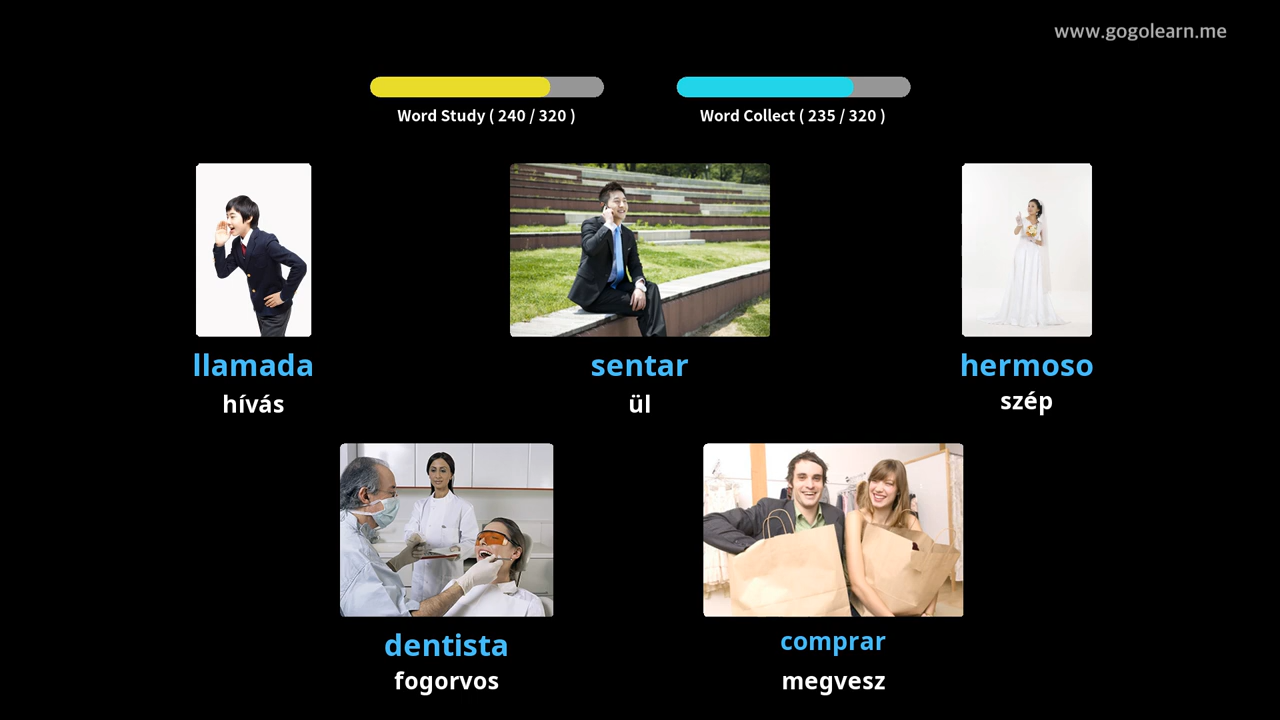 www.gogolearn.me
Word Study ( 240 / 320 )
Word Collect ( 235 / 320 )
llamada
hívás
sentar
ül
hermoso
szép
dentista
fogorvos
comprar
megvesz